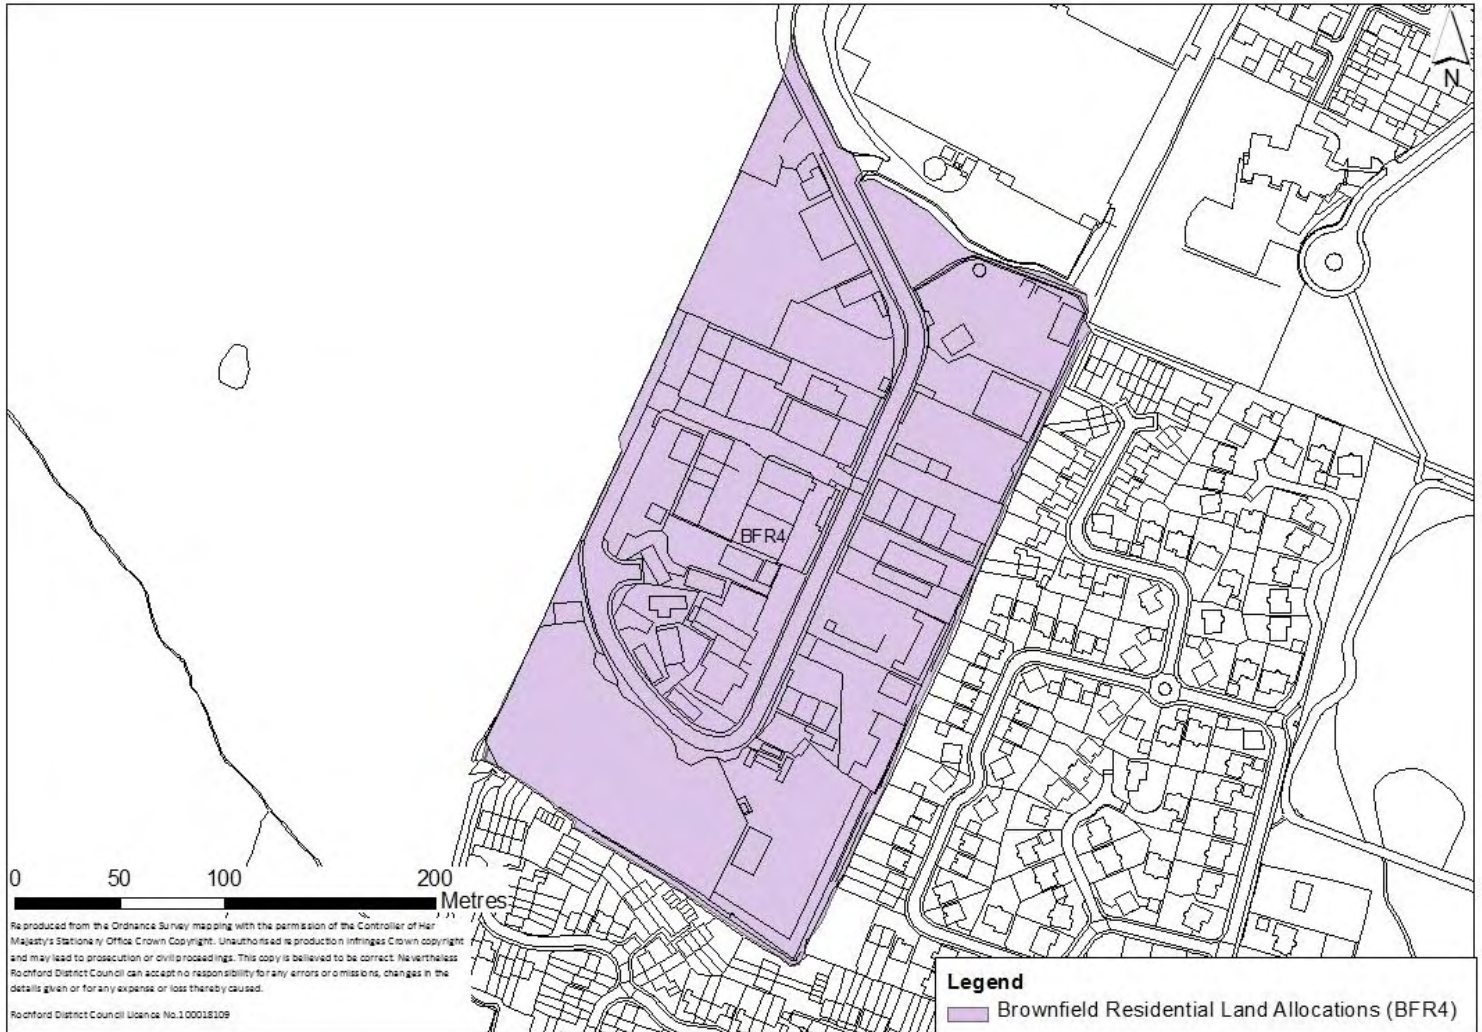 N
BFR4
0 50 100 200
Metres
Reproduced from the Ordnance Survey mapping with the permission of the Controller of Her
Majesty's Stationery Office Crown Copyright. Unauthorised reproduction infringes Crown copyright
and may lead to prosecution or civil proceedings. This copy is believed to be correct. Nevertheless
Rochford District Council can accept no responsibility for any errors or omissions, changes in the
details given or for any expense or loss thereby caused.
Rochford District Council Licence No.100018109
Legend
Brownfield Residential Land Allocations (BFR4)